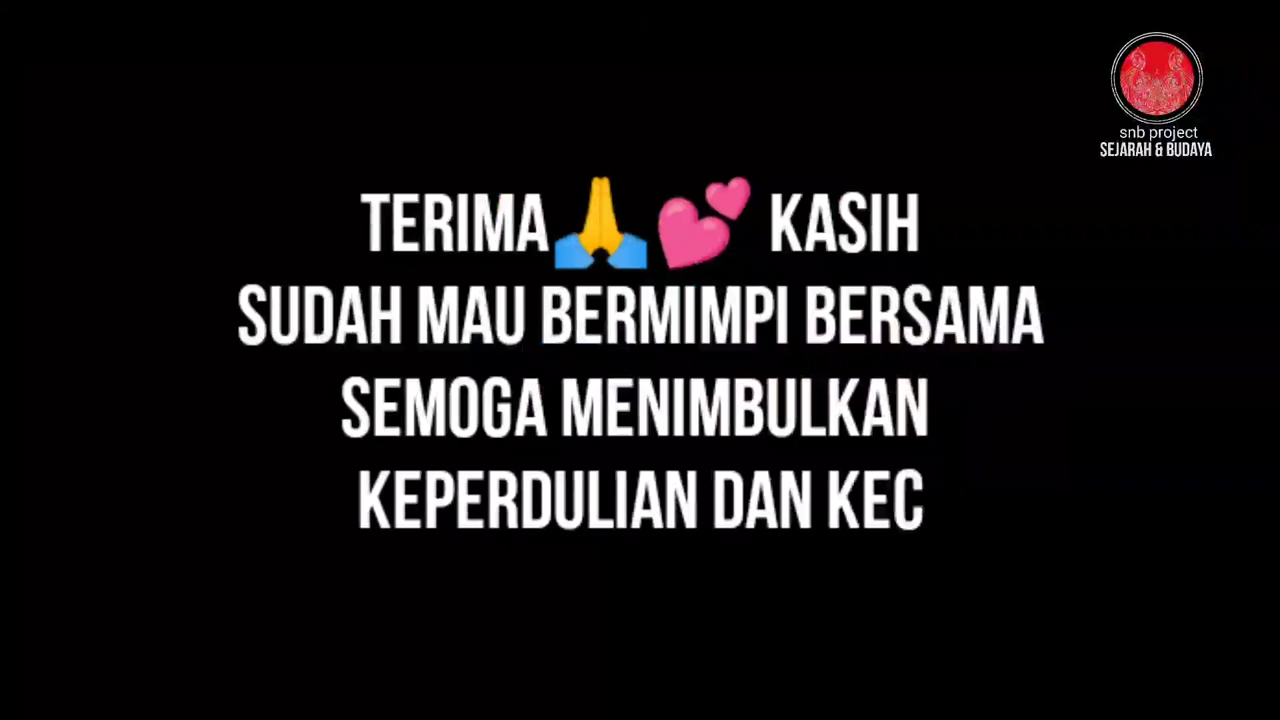 snb project
SEJARAH & BUDAYA
TERIMA🙏💕 KASIH
SUDAH MAU BERMIMPI BERSAMA
SEMOGA MENIMBULKAN
KEPERDULIAN DAN KEC